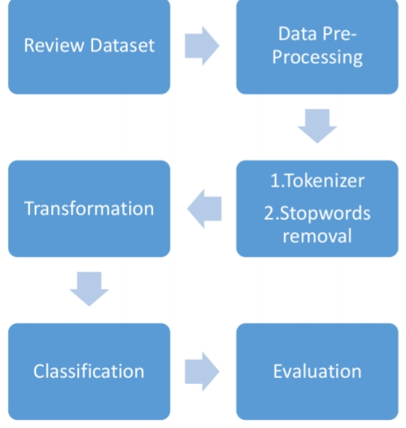 Review Dataset
Data Pre-
Processing
1.Tokenizer
2.Stopwords
removal
Transformation
Classification
Evaluation